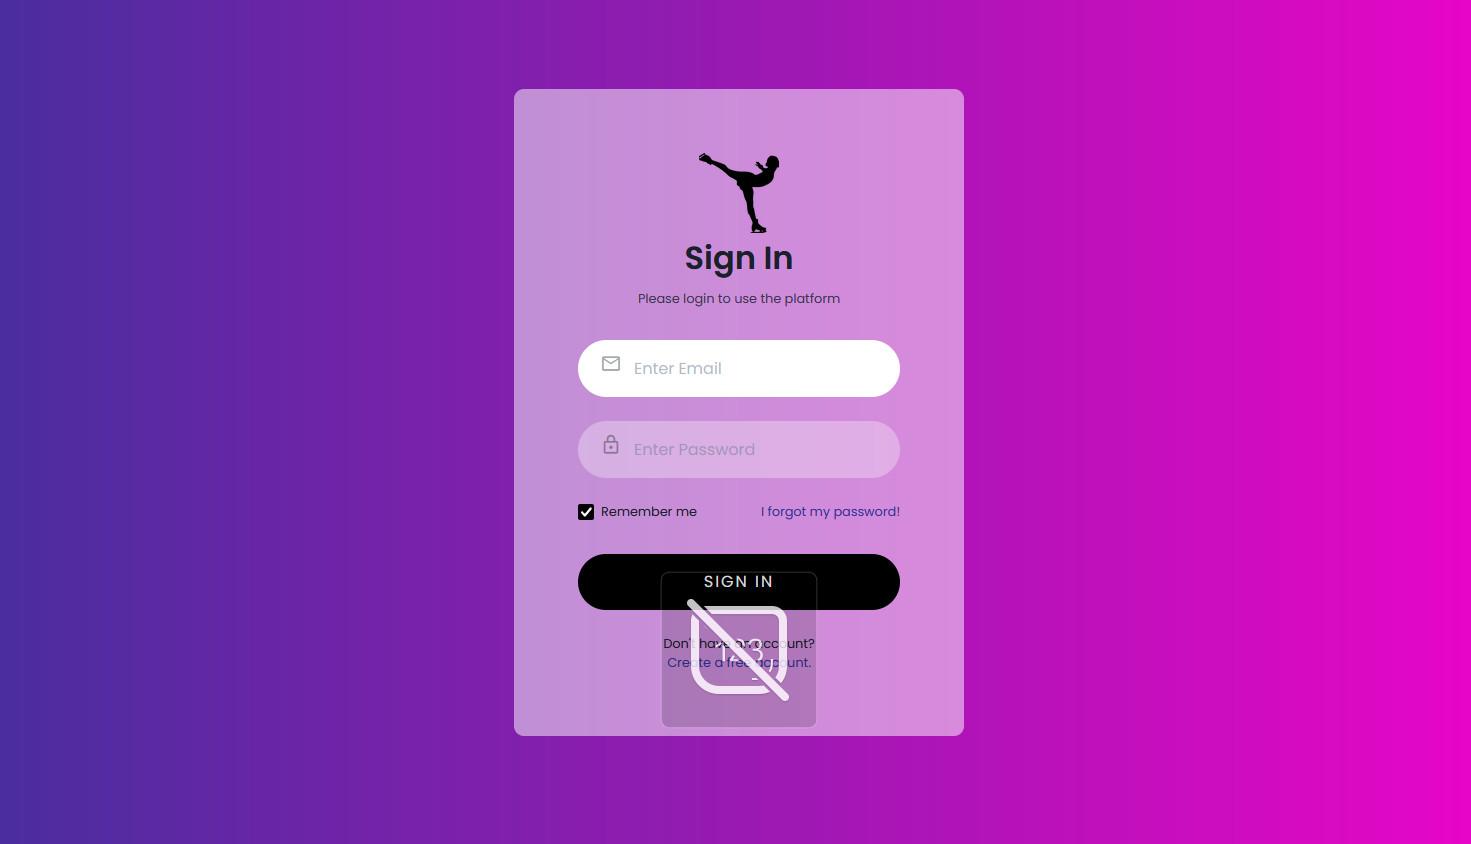 Sign In
Please login to use the platform
Enter Email
Enter Password
Remember me
I forgot my password!
SIGN IN
Don't have an account?
123
Create a free account.